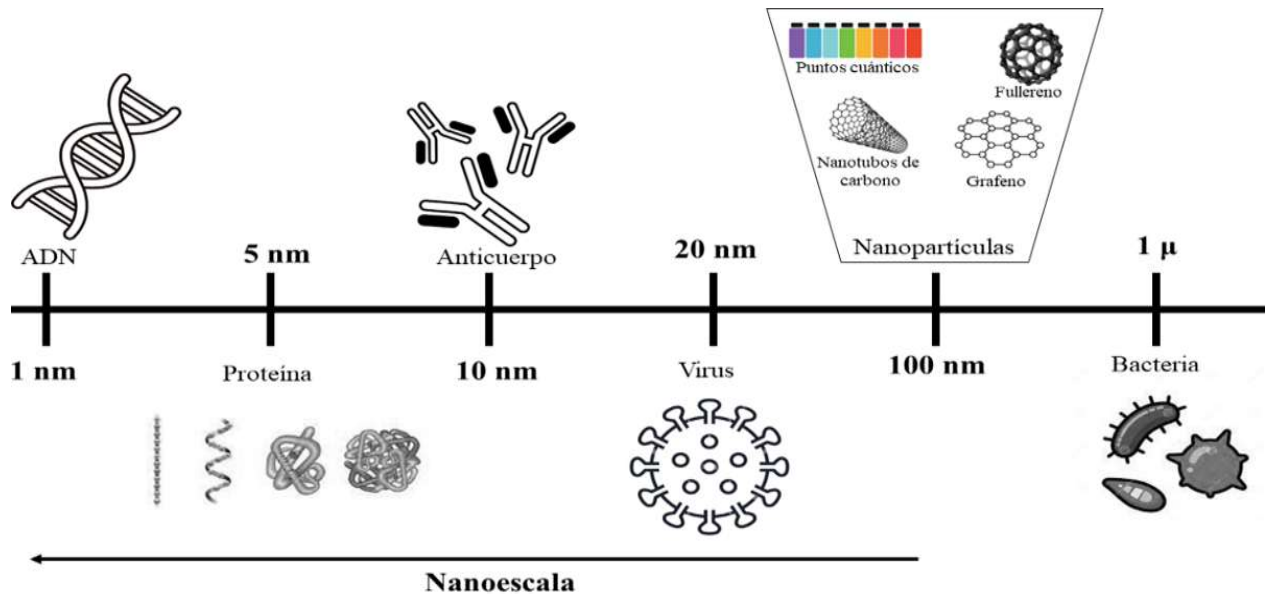 Puntos cuánticos
Fullereno
Nanotubos de
carbono
Grafeno
Nanopartículas
ADN
5 nm
Anticuerpo
20 nm
1 μ
1 nm
Proteína
10 nm
Virus
100 nm
Bacteria
Nanoescala